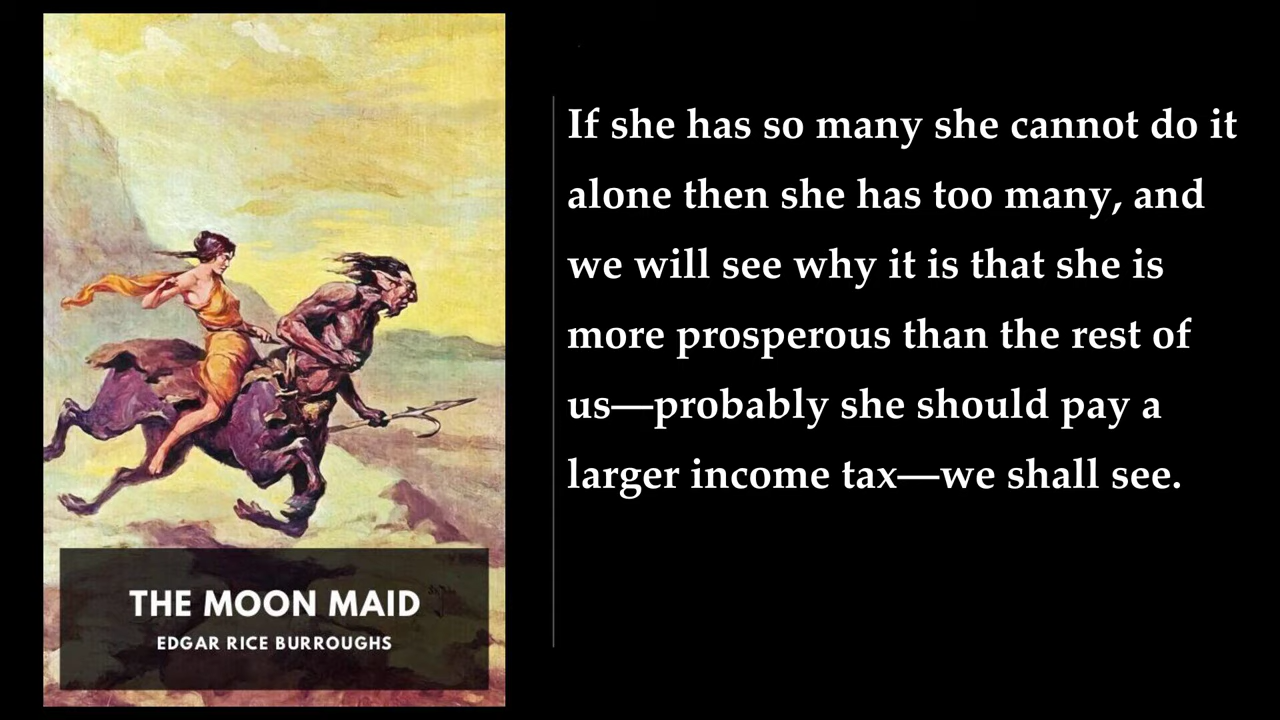 If she has so many she cannot do it
alone then she has too many, and
we will see why it is that she is
more prosperous than the rest of
us—probably she should pay a
larger income tax—we shall see.
THE MOON MAID
EDGAR RICE BURROUGHS